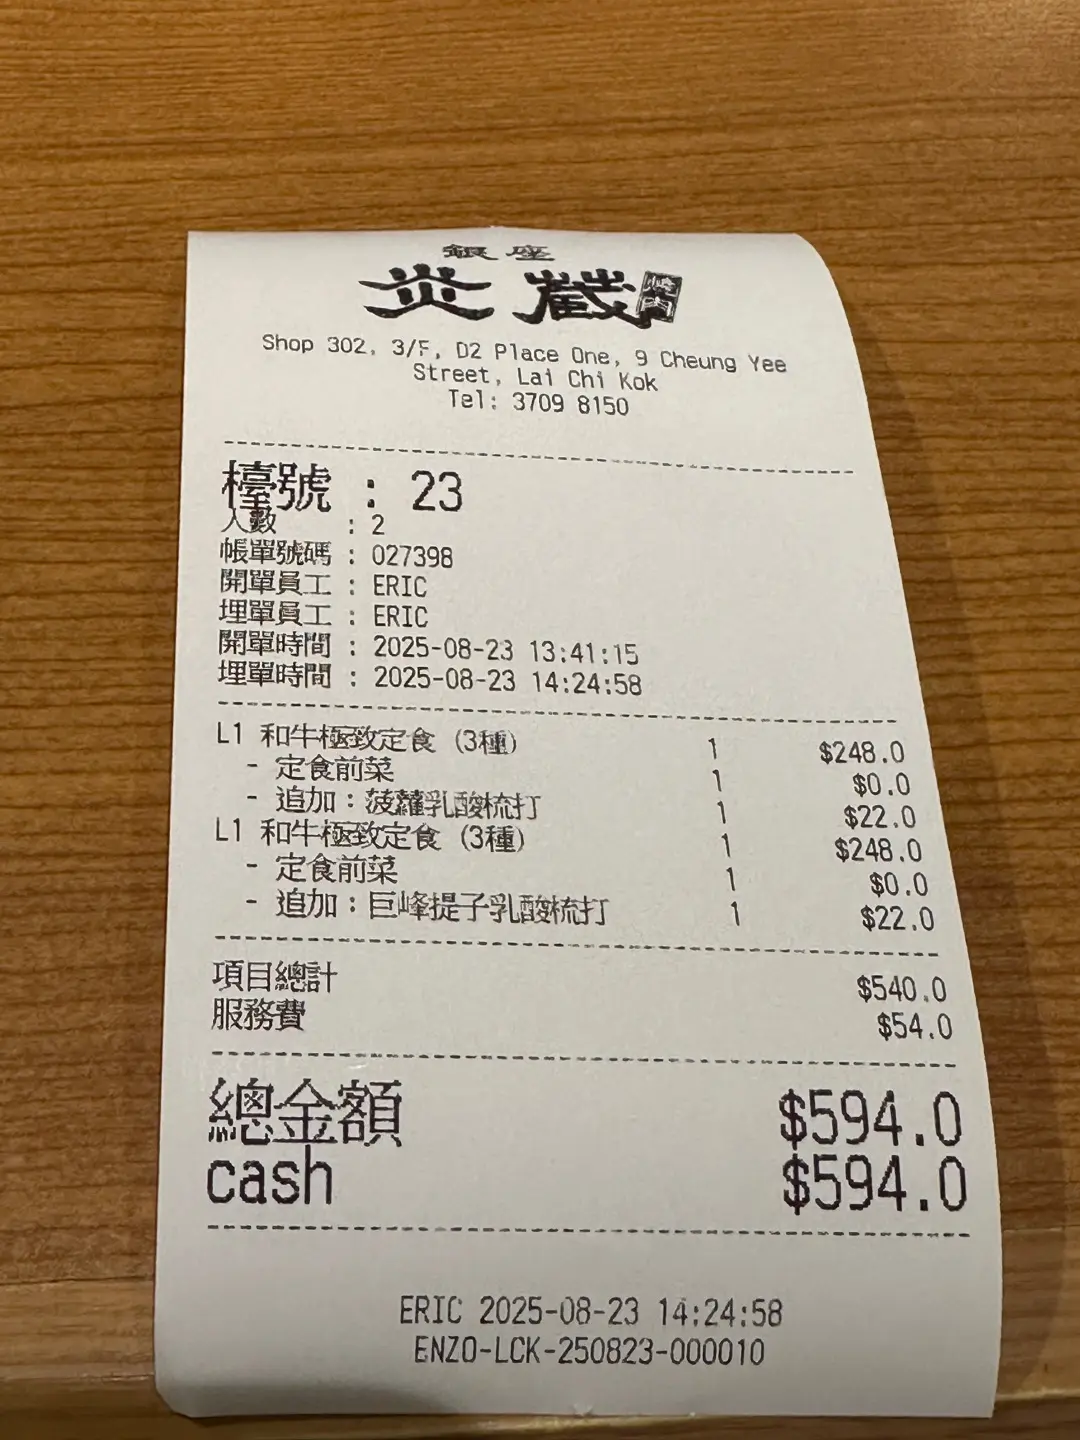 銀座
炎蔵 焼肉
Shop 302, 3/F, D2 Place One, 9 Cheung Yee
Street, Lai Chi Kok
Tel: 3709 8150
檯號 : 23
人數 : 2
帳單號碼 : 027398
開單員工 : ERIC
埋單員工 : ERIC
開單時間 : 2025-08-23 13:41:15
埋單時間 : 2025-08-23 14:24:58
L1 和牛極致定食 (3種) 1 $248.0
- 定食前菜 1 $0.0
- 追加：菠蘿乳酸梳打 1 $22.0
L1 和牛極致定食 (3種) 1 $248.0
- 定食前菜 1 $0.0
- 追加：巨峰提子乳酸梳打 1 $22.0
項目總計 $540.0
服務費 $54.0
總金額 $594.0
cash $594.0
ERIC 2025-08-23 14:24:58
ENZO-LCK-250823-000010